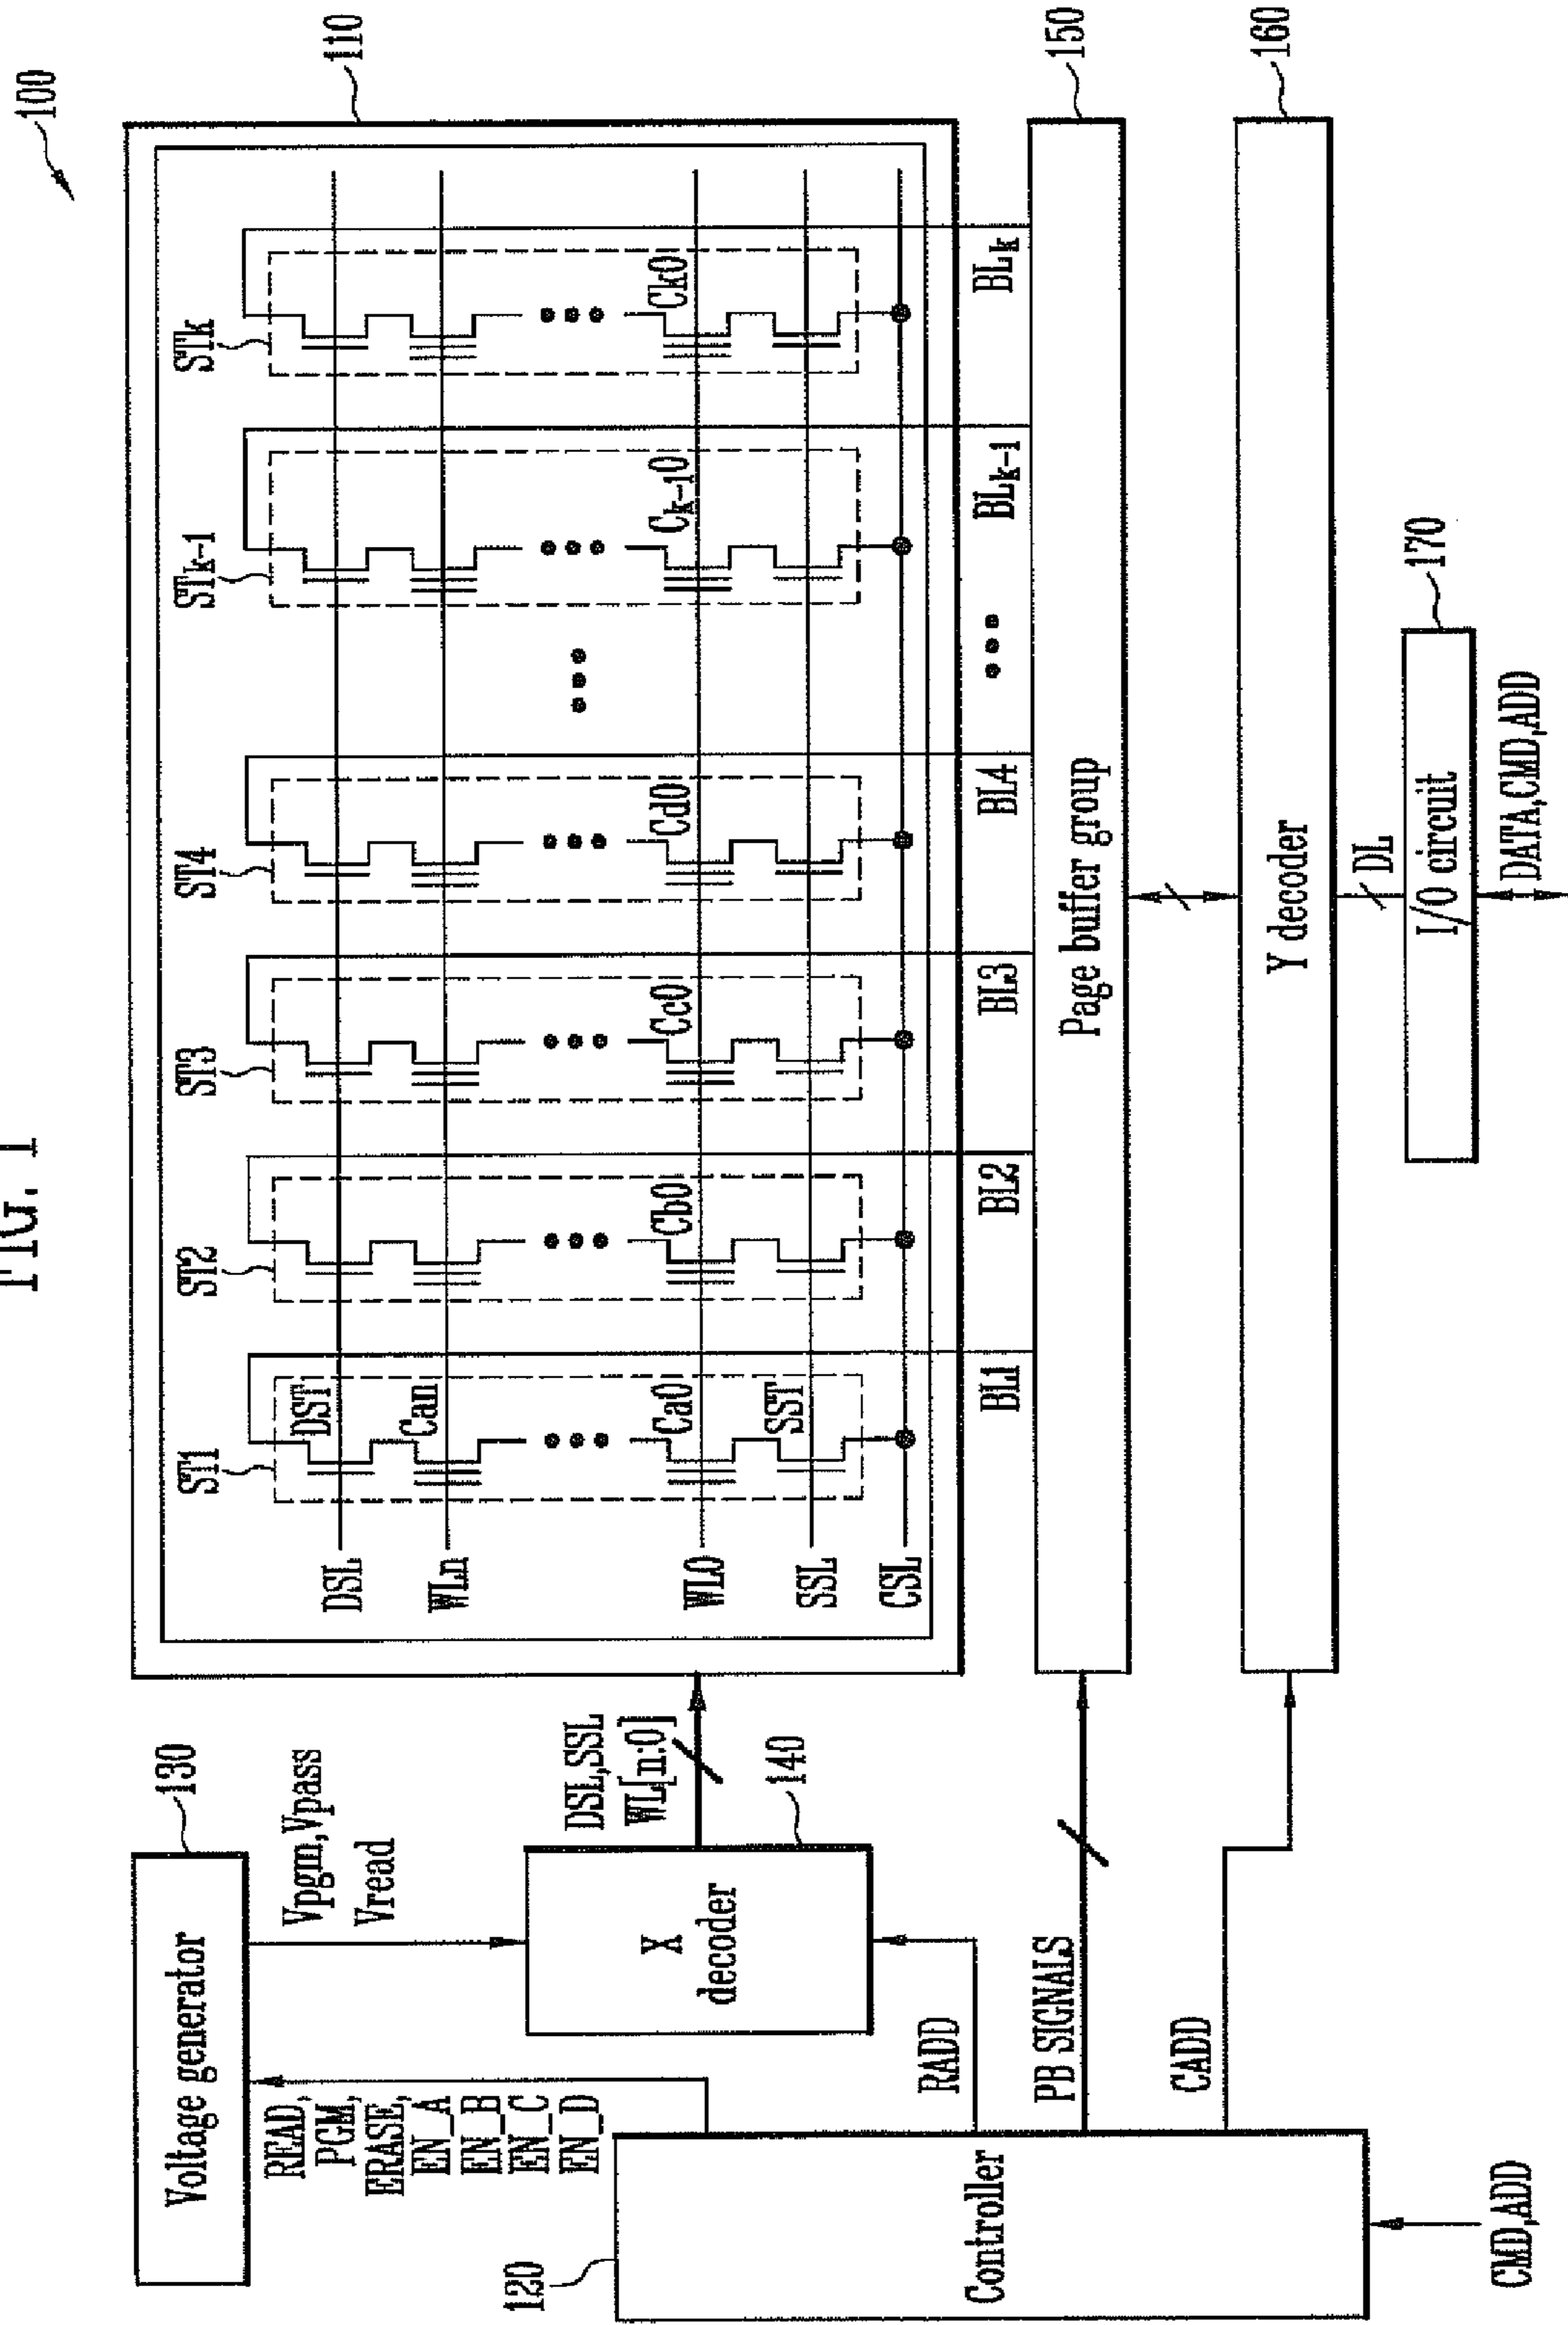 FIG. 1
100
130
Voltage generator
READ,
PGM,
ERASE,
EN_A
EN_B
EN_C
EN_D
Vpgm,Vpass
Vread
120
Controller
CMD,ADD
X
decoder
140
RADD
DSL,SSL
WL[n:0]
PB SIGNALS
CADD
110
ST1
ST2
ST3
ST4
STk-1
STk
DSL
DST
WLn
Can
WL0
Ca0
Cb0
Cc0
Cd0
Ck-10
Ck0
SSL
SST
CSL
BL1
BL2
BL3
BL4
BLk-1
BLk
Page buffer group
150
Y decoder
160
DL
I/O circuit
170
DATA,CMD,ADD